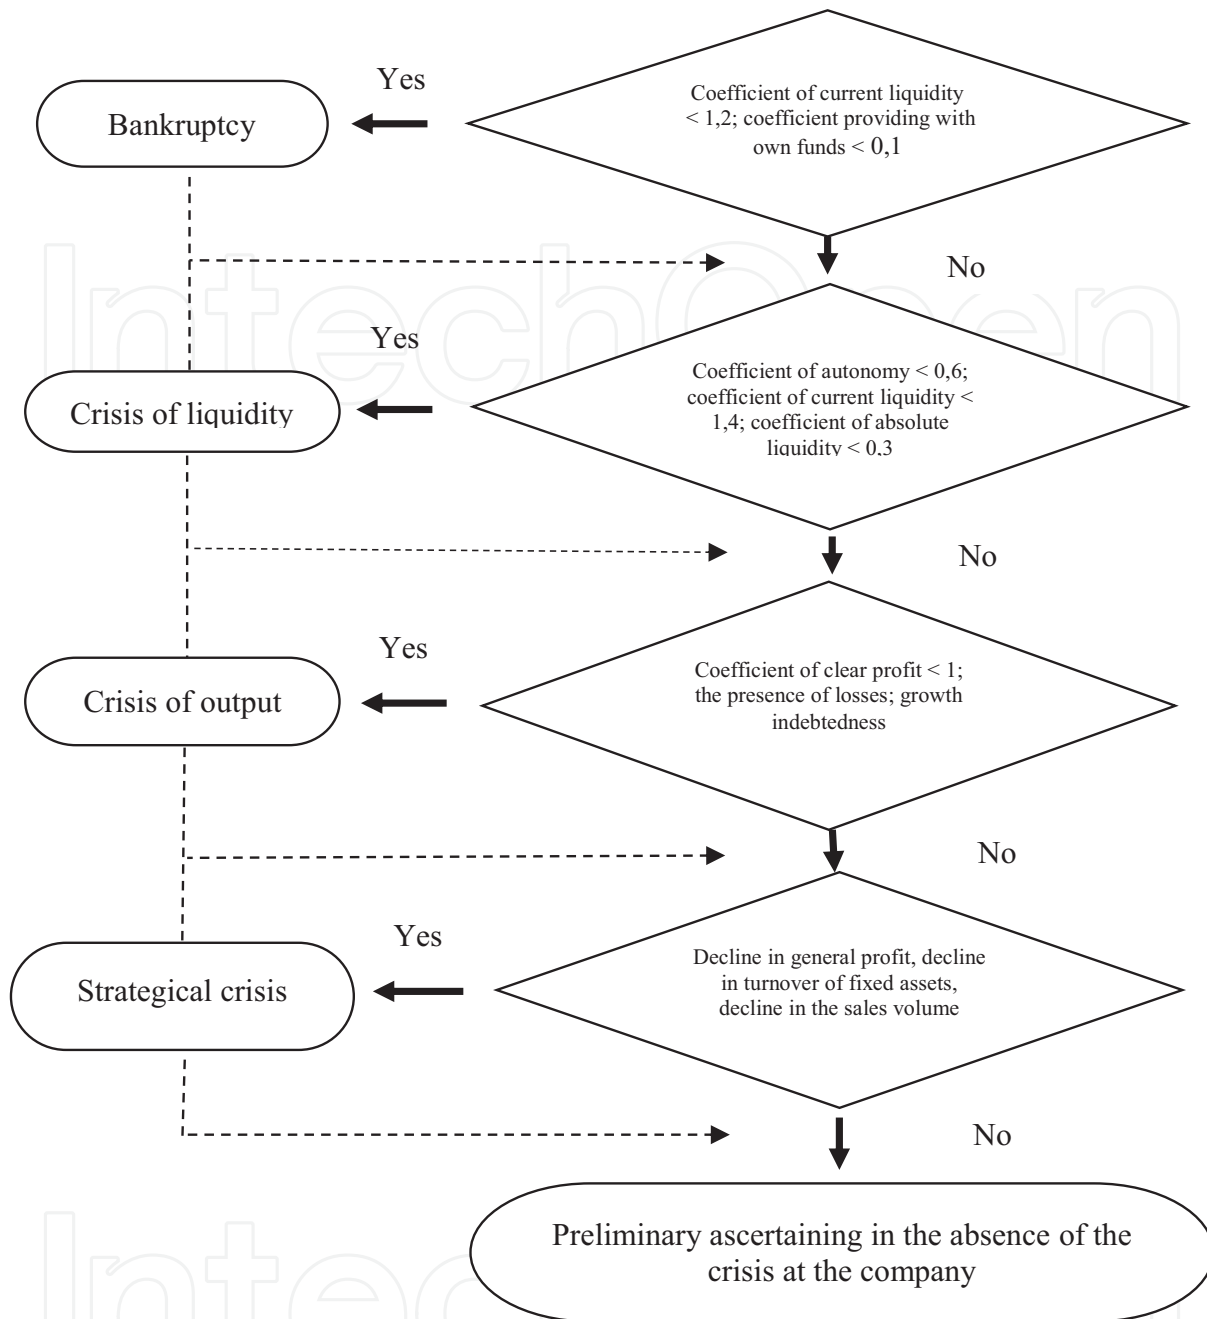 Yes
Bankruptcy
Coefficient of current liquidity
< 1,2; coefficient providing with
own funds < 0,1
No
Yes
Crisis of liquidity
Coefficient of autonomy < 0,6;
coefficient of current liquidity <
1,4; coefficient of absolute
liquidity < 0,3
No
Yes
Crisis of output
Coefficient of clear profit < 1;
the presence of losses; growth
indebtedness
No
Yes
Strategical crisis
Decline in general profit, decline
in turnover of fixed assets,
decline in the sales volume
No
Preliminary ascertaining in the absence of the
crisis at the company
IntechOpen